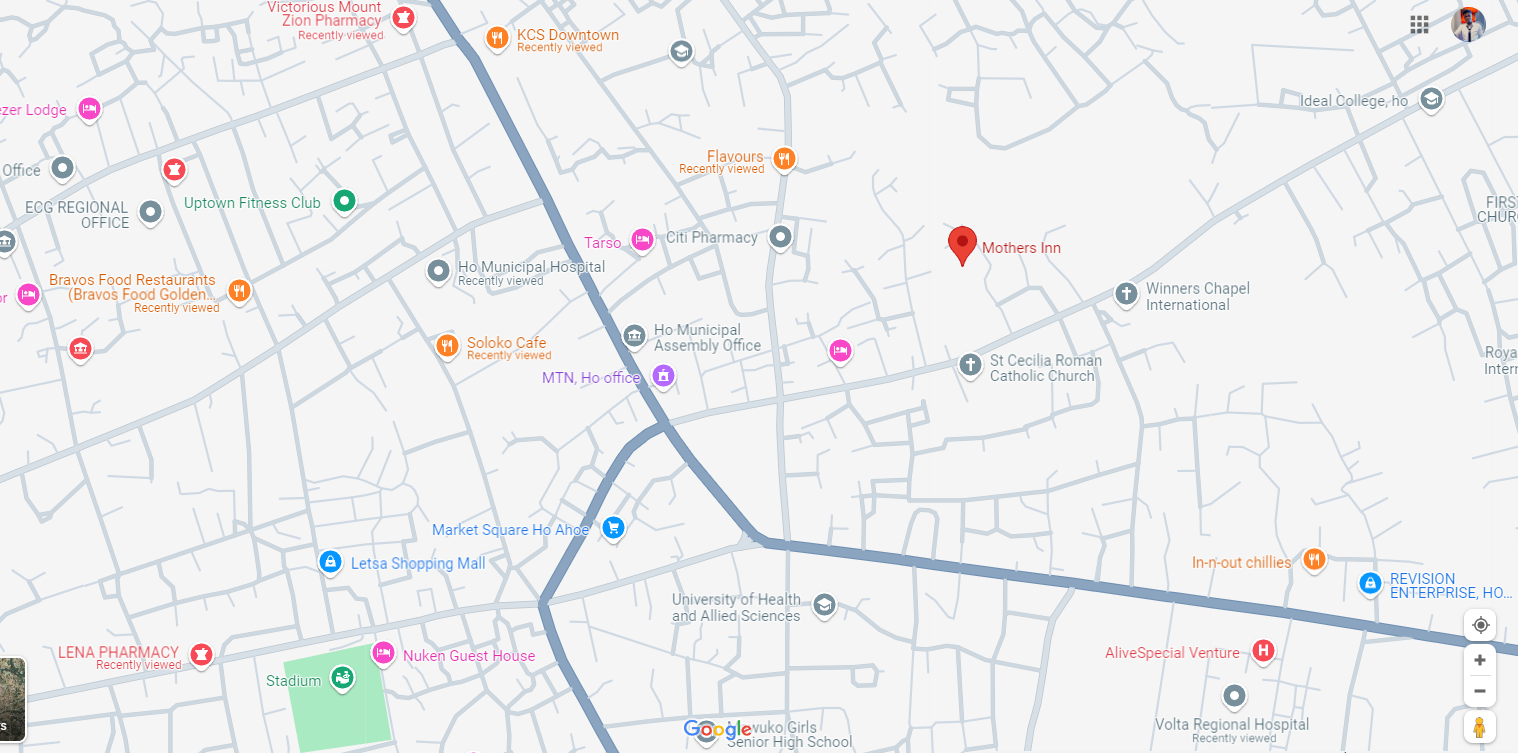 Victorious Mount
Zion Pharmacy
Recently viewed
KCS Downtown
Recently viewed
Ideal College, ho
ezer Lodge
Flavours
Recently viewed
Office
Uptown Fitness Club
ECG REGIONAL
OFFICE
FIRS
CHURC
Tarso
Citi Pharmacy
Mothers Inn
Ho Municipal Hospital
Recently viewed
Bravos Food Restaurants
(Bravos Food Golden...
Recently viewed
or
Winners Chapel
International
Ho Municipal
Assembly Office
Soloko Cafe
Recently viewed
St Cecilia Roman
Catholic Church
Roya
Intern
MTN, Ho office
Market Square Ho Ahoe
Letsa Shopping Mall
In-n-out chillies
REVISION
ENTERPRISE, HO...
University of Health
and Allied Sciences
LENA PHARMACY
Recently viewed
Nuken Guest House
AliveSpecial Venture
H
Stadium
Volta Regional Hospital
Recently viewed
Google
wuko Girls
Senior High School
s